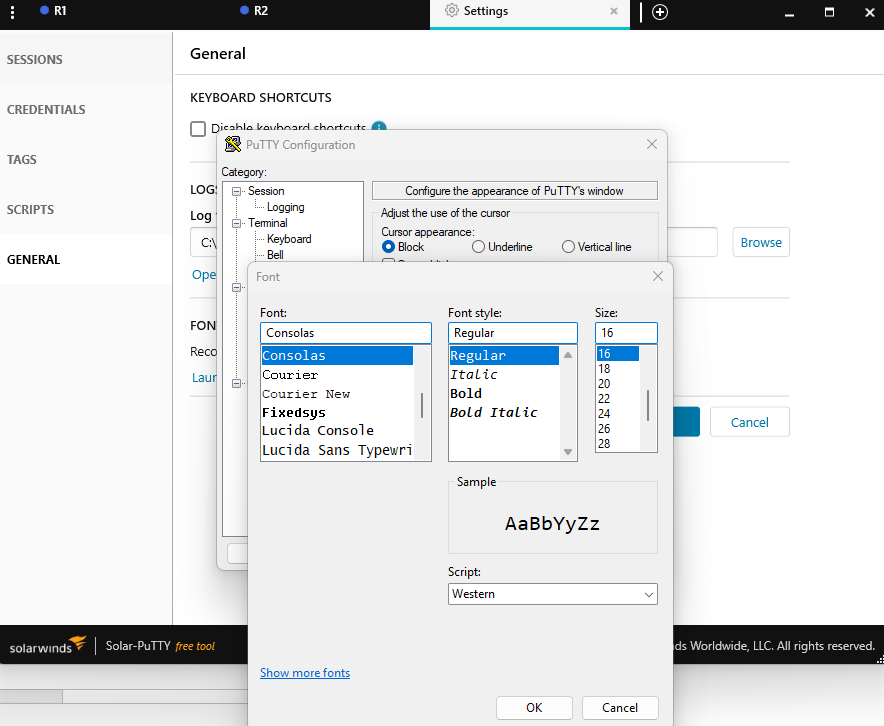 R1
R2
Settings
SESSIONS
CREDENTIALS
TAGS
SCRIPTS
GENERAL
General
KEYBOARD SHORTCUTS
Disable keyboard shortcuts
LOGS
Log
C:\
Browse
Ope
FON
Reco
Laun
Cancel
PuTTY Configuration
Category:
Session
Logging
Terminal
Keyboard
Bell
Configure the appearance of PuTTY's window
Adjust the use of the cursor
Cursor appearance:
Block
Underline
Vertical line
Font
Font:
Consolas
Consolas
Courier
Courier New
Fixedsys
Lucida Console
Lucida Sans Typewri
Font style:
Regular
Regular
Italic
Bold
Bold Italic
Size:
16
16
18
20
22
24
26
28
Sample
AaBbYyZz
Script:
Western
Show more fonts
OK
Cancel
solarwinds
Solar-PuTTY free tool
ds Worldwide, LLC. All rights reserved.